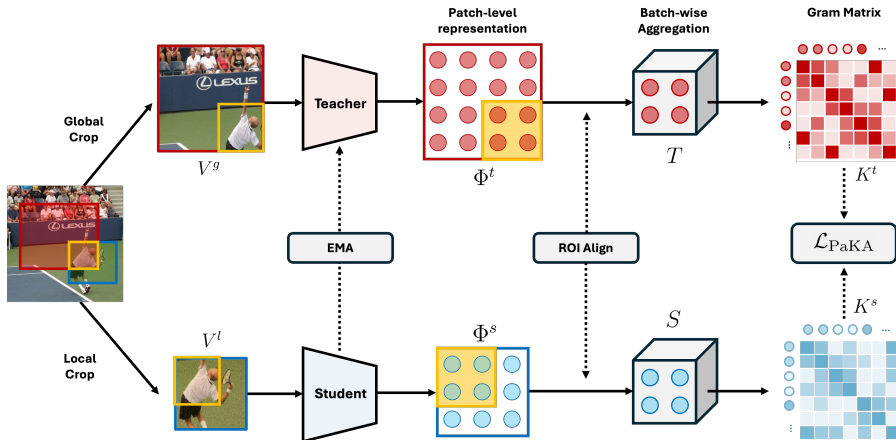 Patch-level
representation
Batch-wise
Aggregation
Gram Matrix
...
LEXUS
Teacher
Global
Crop
V^g
Φ^t
T
⋮
K^t
LEXUS
EMA
ROI Align
ℒ_PaKA
V^l
Φ^s
S
K^s
...
Local
Crop
Student
⋮